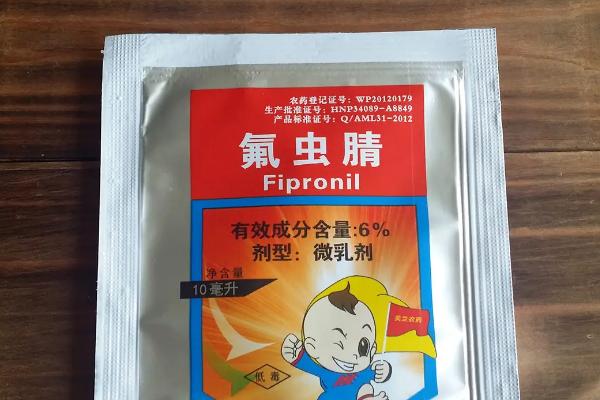 农药登记证号：WP20120179
生产批准证号：HNP34089-A8849
产品标准证号：Q/AML31-2012
氟虫腈
Fipronil
有效成分含量:6%
剂型：微乳剂
净含量
10毫升
低毒